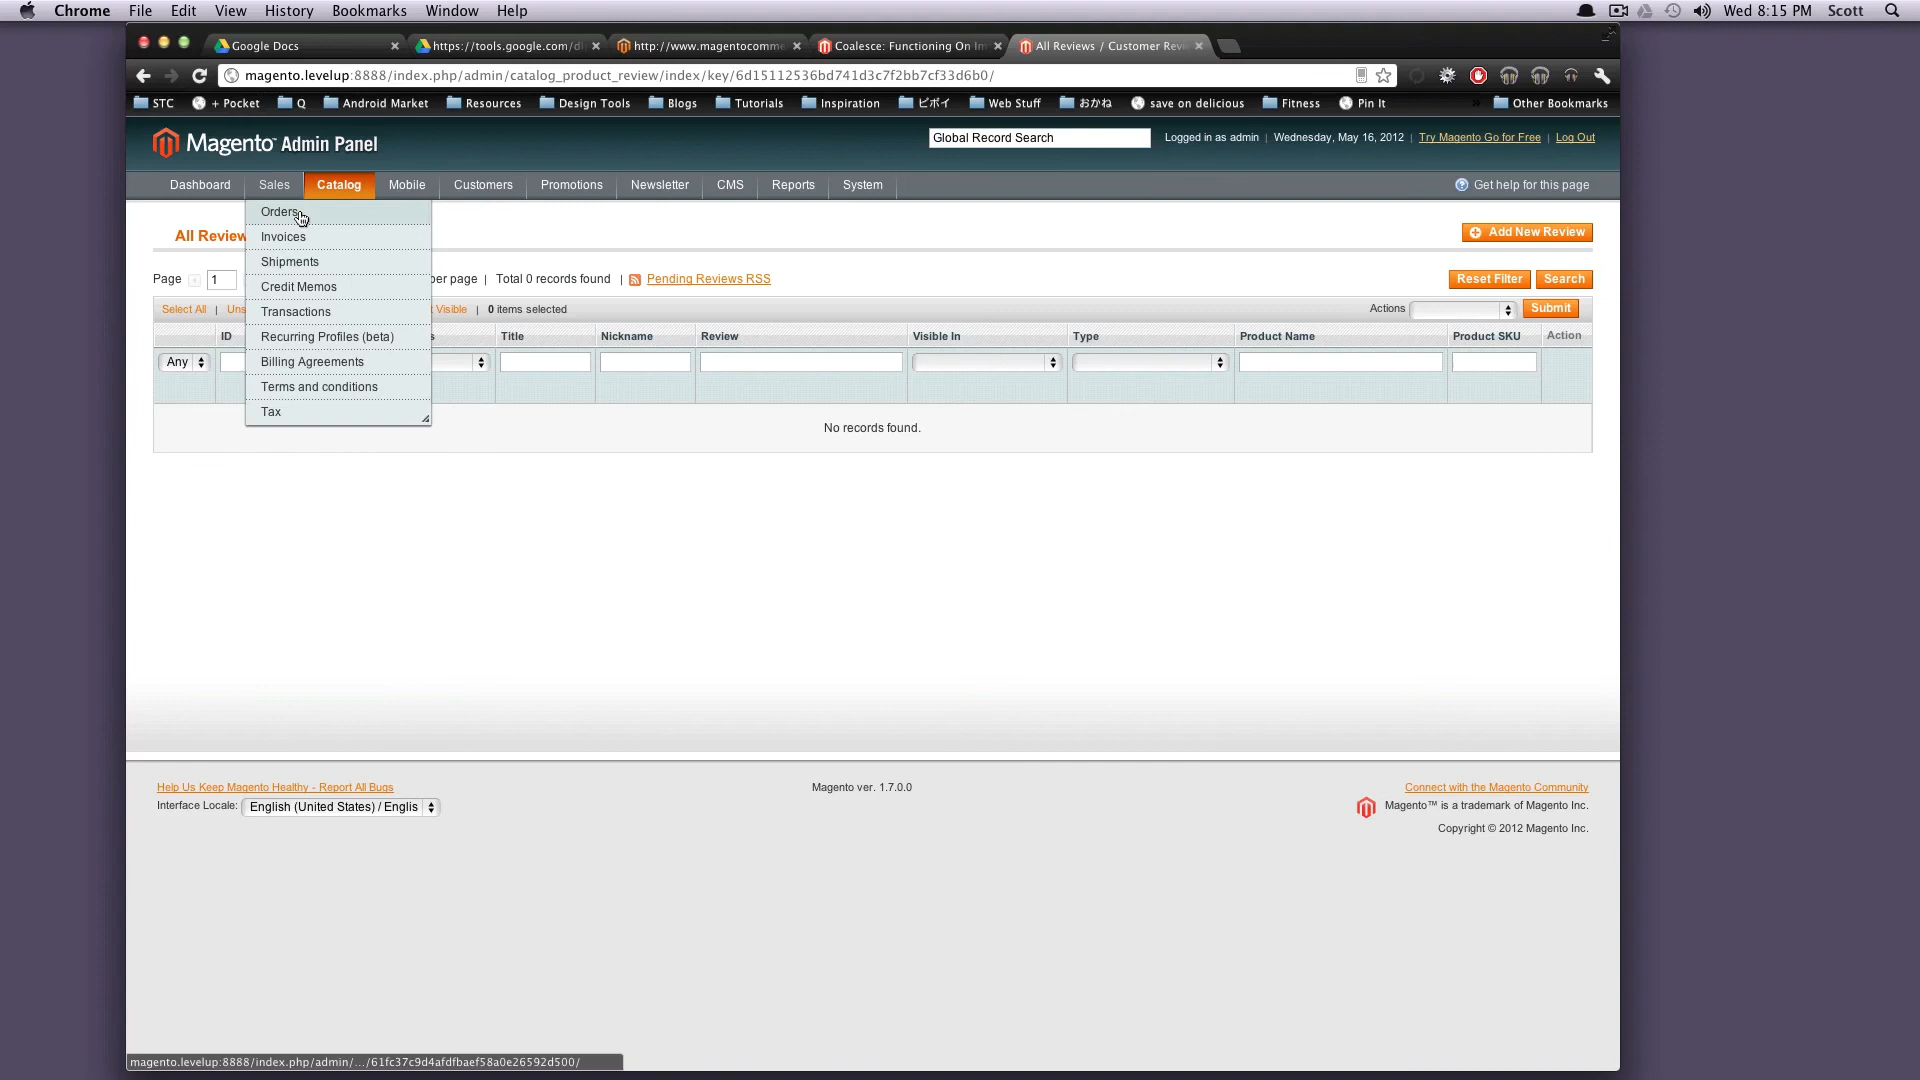 Chrome File Edit View History Bookmarks Window Help Wed 8:15 PM Scott
Google Docs https://tools.google.com/dl http://www.magentocomme Coalesce: Functioning On Im All Reviews / Customer Revi
magento.levelup:8888/index.php/admin/catalog_product_review/index/key/6d15112536bd741d3c7f2bb7cf33d6b0/
STC + Pocket Q Android Market Resources Design Tools Blogs Tutorials Inspiration ビボイ Web Stuff おかね save on delicious Fitness Pin It » Other Bookmarks
Magento™ Admin Panel Global Record Search Logged in as admin | Wednesday, May 16, 2012 | Try Magento Go for Free | Log Out
Dashboard Sales Catalog Mobile Customers Promotions Newsletter CMS Reports System Get help for this page
Orders
Invoices
Shipments
Credit Memos
Transactions
Recurring Profiles (beta)
Billing Agreements
Terms and conditions
Tax
All Review Add New Review
Page 1 per page | Total 0 records found | Pending Reviews RSS Reset Filter Search
Select All | Uns t Visible | 0 items selected Actions Submit
ID s Title Nickname Review Visible In Type Product Name Product SKU Action
Any
No records found.
Help Us Keep Magento Healthy - Report All Bugs Magento ver. 1.7.0.0 Connect with the Magento Community
Interface Locale: English (United States) / Englis Magento™ is a trademark of Magento Inc.
Copyright © 2012 Magento Inc.
magento.levelup:8888/index.php/admin/.../61fc37c9d4afdfbaef58a0e26592d500/